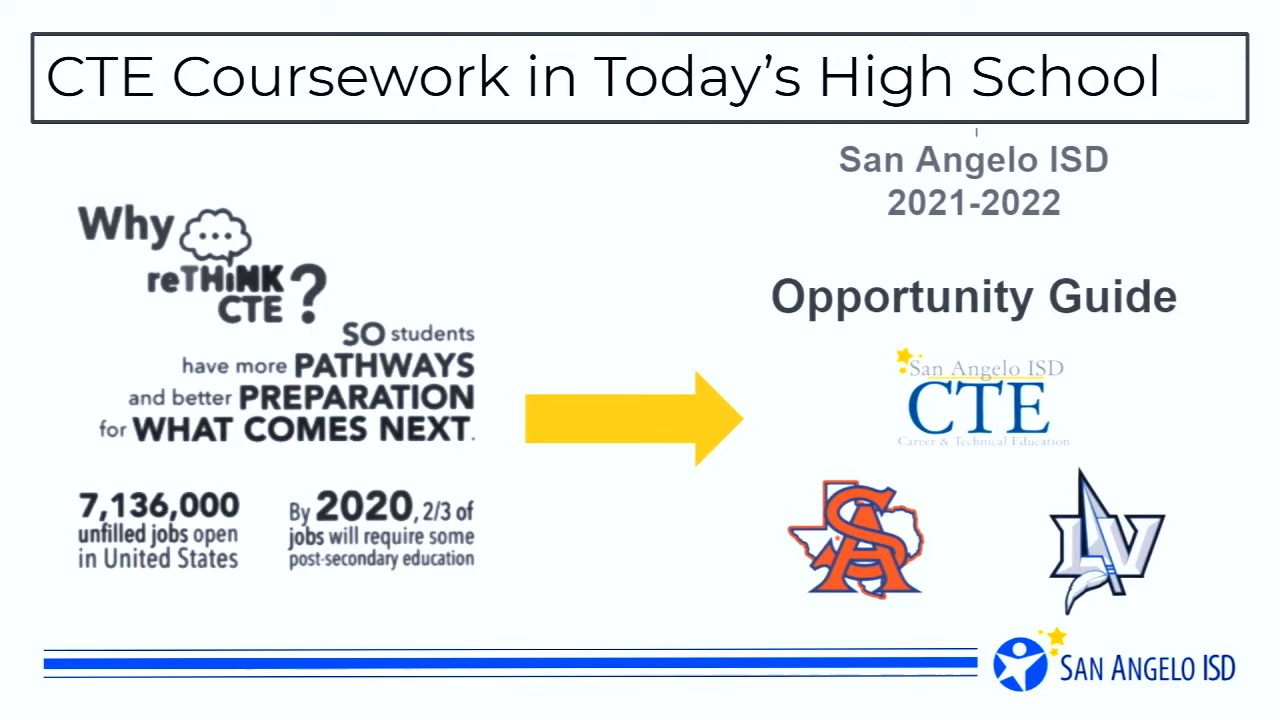 CTE Coursework in Today's High School
Why
reTHiNK
CTE?
SO students
have more PATHWAYS
and better PREPARATION
for WHAT COMES NEXT.
7,136,000
unfilled jobs open
in United States
By 2020, 2/3 of
jobs will require some
post-secondary education
San Angelo ISD
2021-2022
Opportunity Guide
San Angelo ISD
CTE
Career & Technical Education
SA
LV
SAN ANGELO ISD